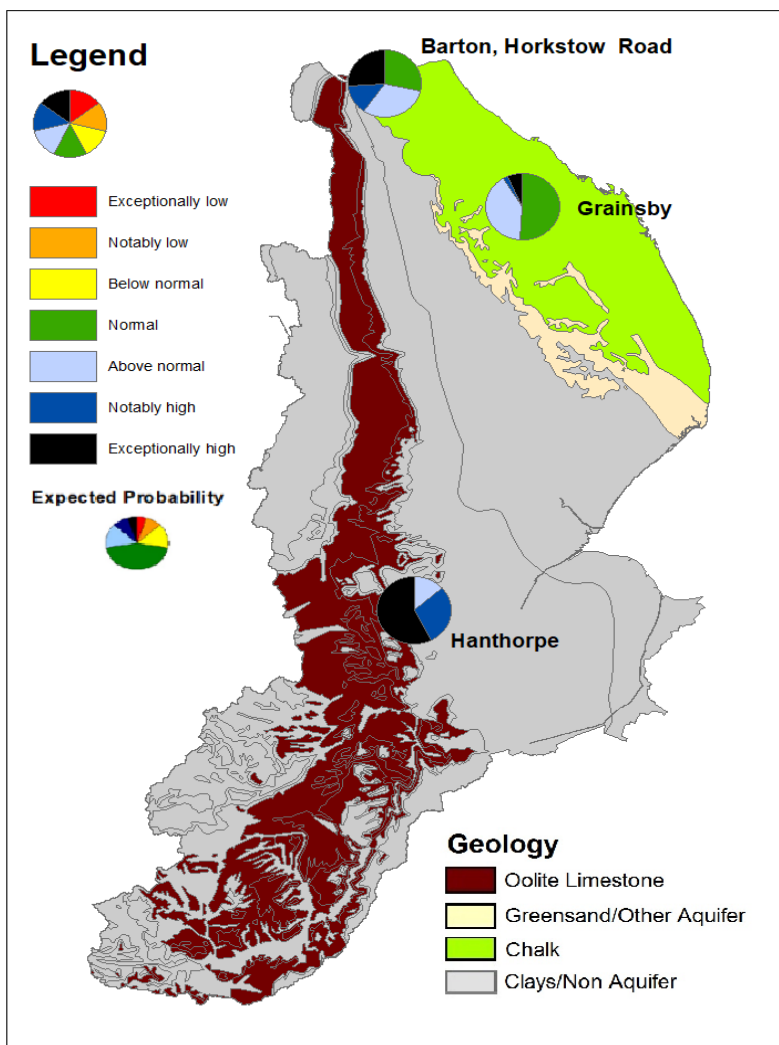 Barton, Horkstow Road
Legend
Grainsby
Exceptionally low
Notably low
Below normal
Normal
Above normal
Notably high
Exceptionally high
Expected Probability
Hanthorpe
Geology
Oolite Limestone
Greensand/Other Aquifer
Chalk
Clays/Non Aquifer